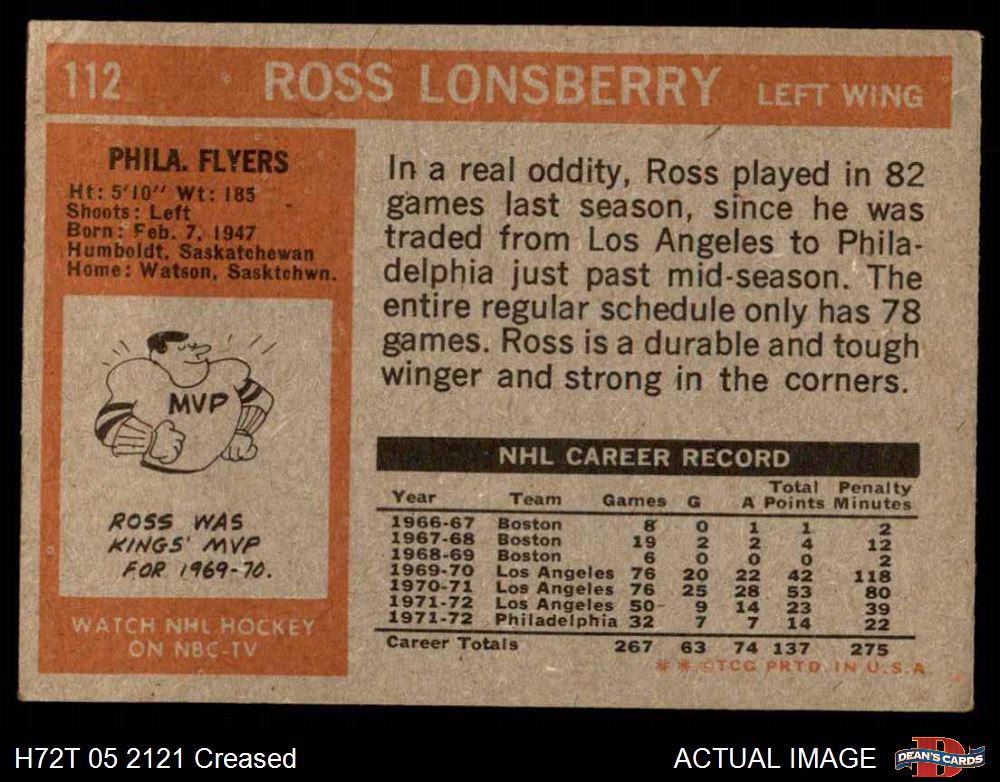 112 ROSS LONSBERRY LEFT WING
PHILA. FLYERS
Ht: 5'10" Wt: 185
Shoots: Left
Born: Feb. 7, 1947
Humboldt, Saskatchewan
Home: Watson, Sasktchwn.
MVP
ROSS WAS
KINGS' MVP
FOR 1969-70.
WATCH NHL HOCKEY
ON NBC-TV
In a real oddity, Ross played in 82
games last season, since he was
traded from Los Angeles to Phila-
delphia just past mid-season. The
entire regular schedule only has 78
games. Ross is a durable and tough
winger and strong in the corners.
NHL CAREER RECORD
Year Team Games G A Total Points Penalty Minutes
1966-67 Boston 8 0 1 1 2
1967-68 Boston 19 2 2 4 12
1968-69 Boston 6 0 0 0 2
1969-70 Los Angeles 76 20 22 42 118
1970-71 Los Angeles 76 25 28 53 80
1971-72 Los Angeles 50 9 14 23 39
1971-72 Philadelphia 32 7 7 14 22
Career Totals 267 63 74 137 275
* * ©TCG PRTD. IN U.S.A.
H72T 05 2121 Creased
ACTUAL IMAGE
D
DEAN'S CARDS